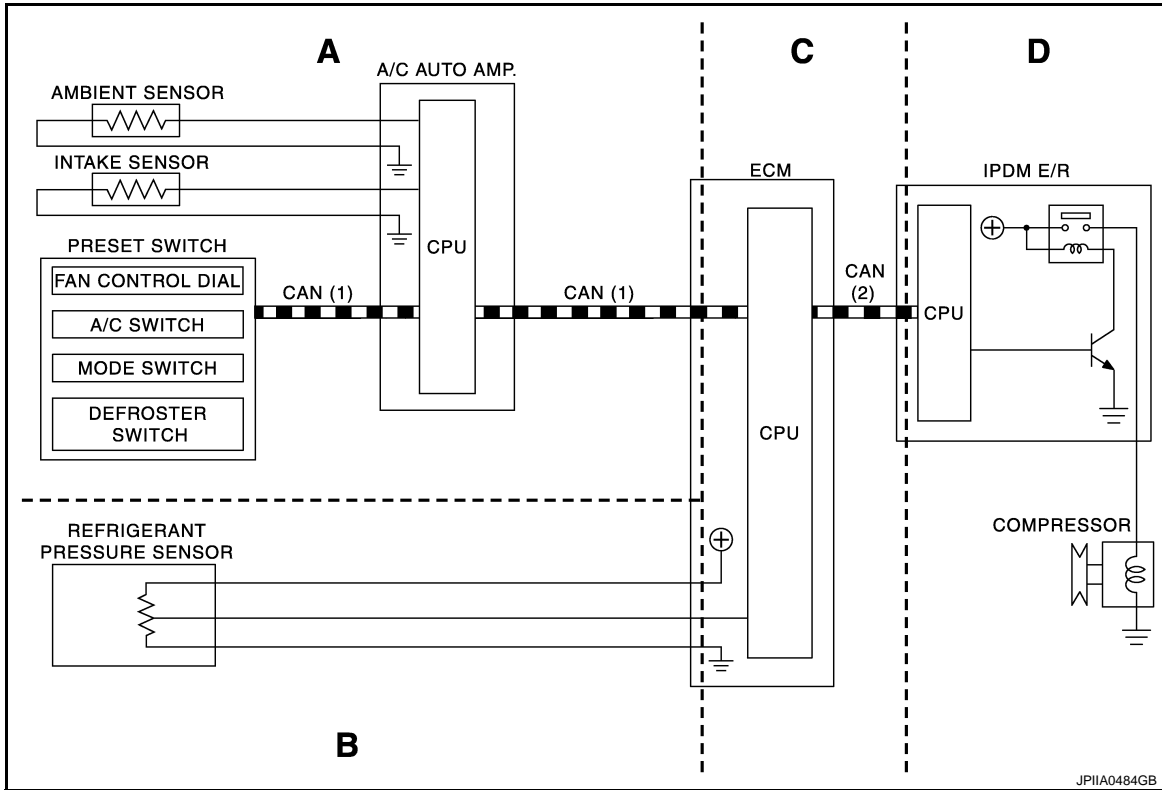 A
C
D
A/C AUTO AMP.
AMBIENT SENSOR
INTAKE SENSOR
ECM
IPDM E/R
PRESET SWITCH
FAN CONTROL DIAL
A/C SWITCH
MODE SWITCH
DEFROSTER
SWITCH
CAN (1)
CPU
CAN (1)
CAN
(2)
CPU
CPU
REFRIGERANT
PRESSURE SENSOR
COMPRESSOR
B
JPIIA0484GB